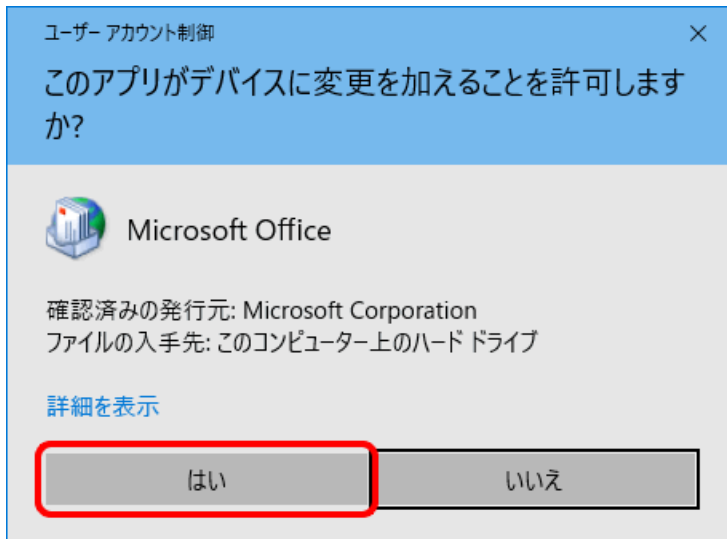 ユーザー アカウント制御
このアプリがデバイスに変更を加えることを許可します
か?
Microsoft Office
確認済みの発行元: Microsoft Corporation
ファイルの入手先: このコンピューター上のハード ドライブ
詳細を表示
はい
いいえ